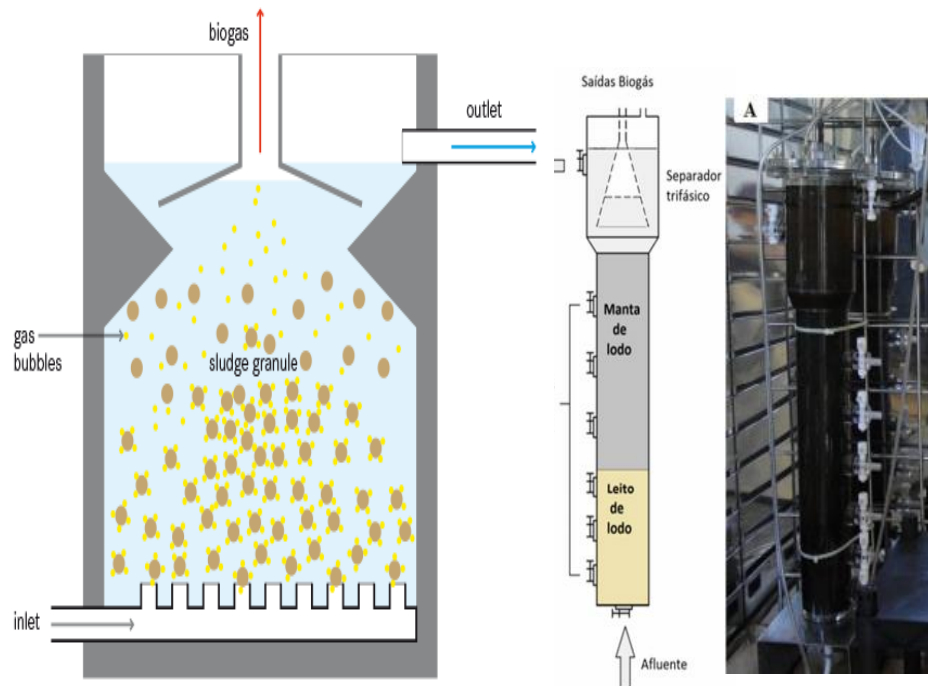 biogas
outlet
gas
bubbles
sludge granule
inlet
Saídas Biogás
Separador
trifásico
Manta
de
lodo
Leito
de
lodo
Afluente
A